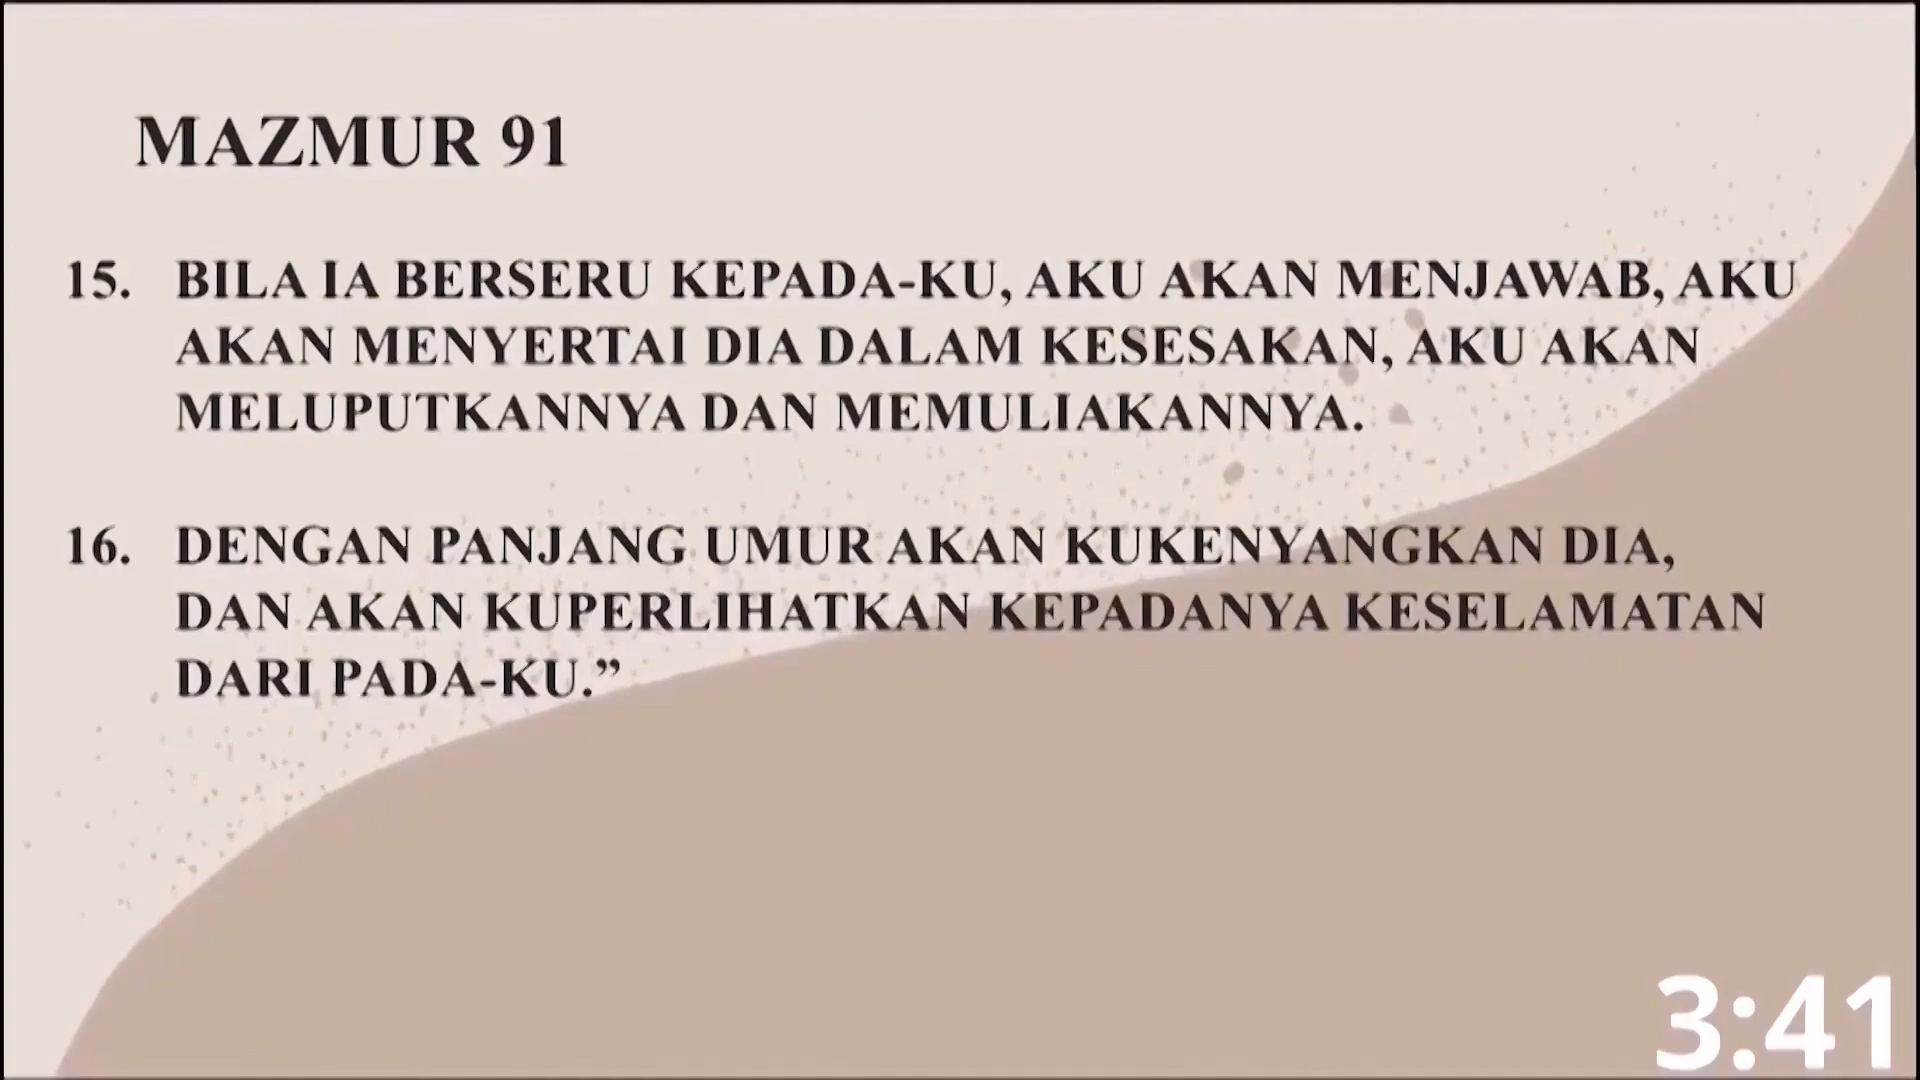 MAZMUR 91
15. BILA IA BERSERU KEPADA-KU, AKU AKAN MENJAWAB, AKU
AKAN MENYERTAI DIA DALAM KESESAKAN, AKU AKAN
MELUPUTKANNYA DAN MEMULIAKANNYA.
16. DENGAN PANJANG UMUR AKAN KUKENYANGKAN DIA,
DAN AKAN KUPERLIHATKAN KEPADANYA KESELAMATAN
DARI PADA-KU.”
3:41